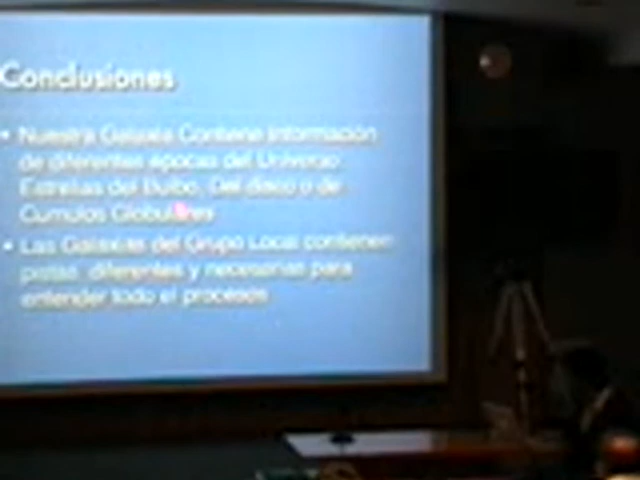 Conclusiones
• Nuestra Galaxia Contiene Información
de diferentes épocas del Universo
Estrellas del Bulbo, Del disco o de
Cumulos Globulares
• Las Galaxias del Grupo Local contienen
pistas diferentes y necesarias para
entender todo el procesos